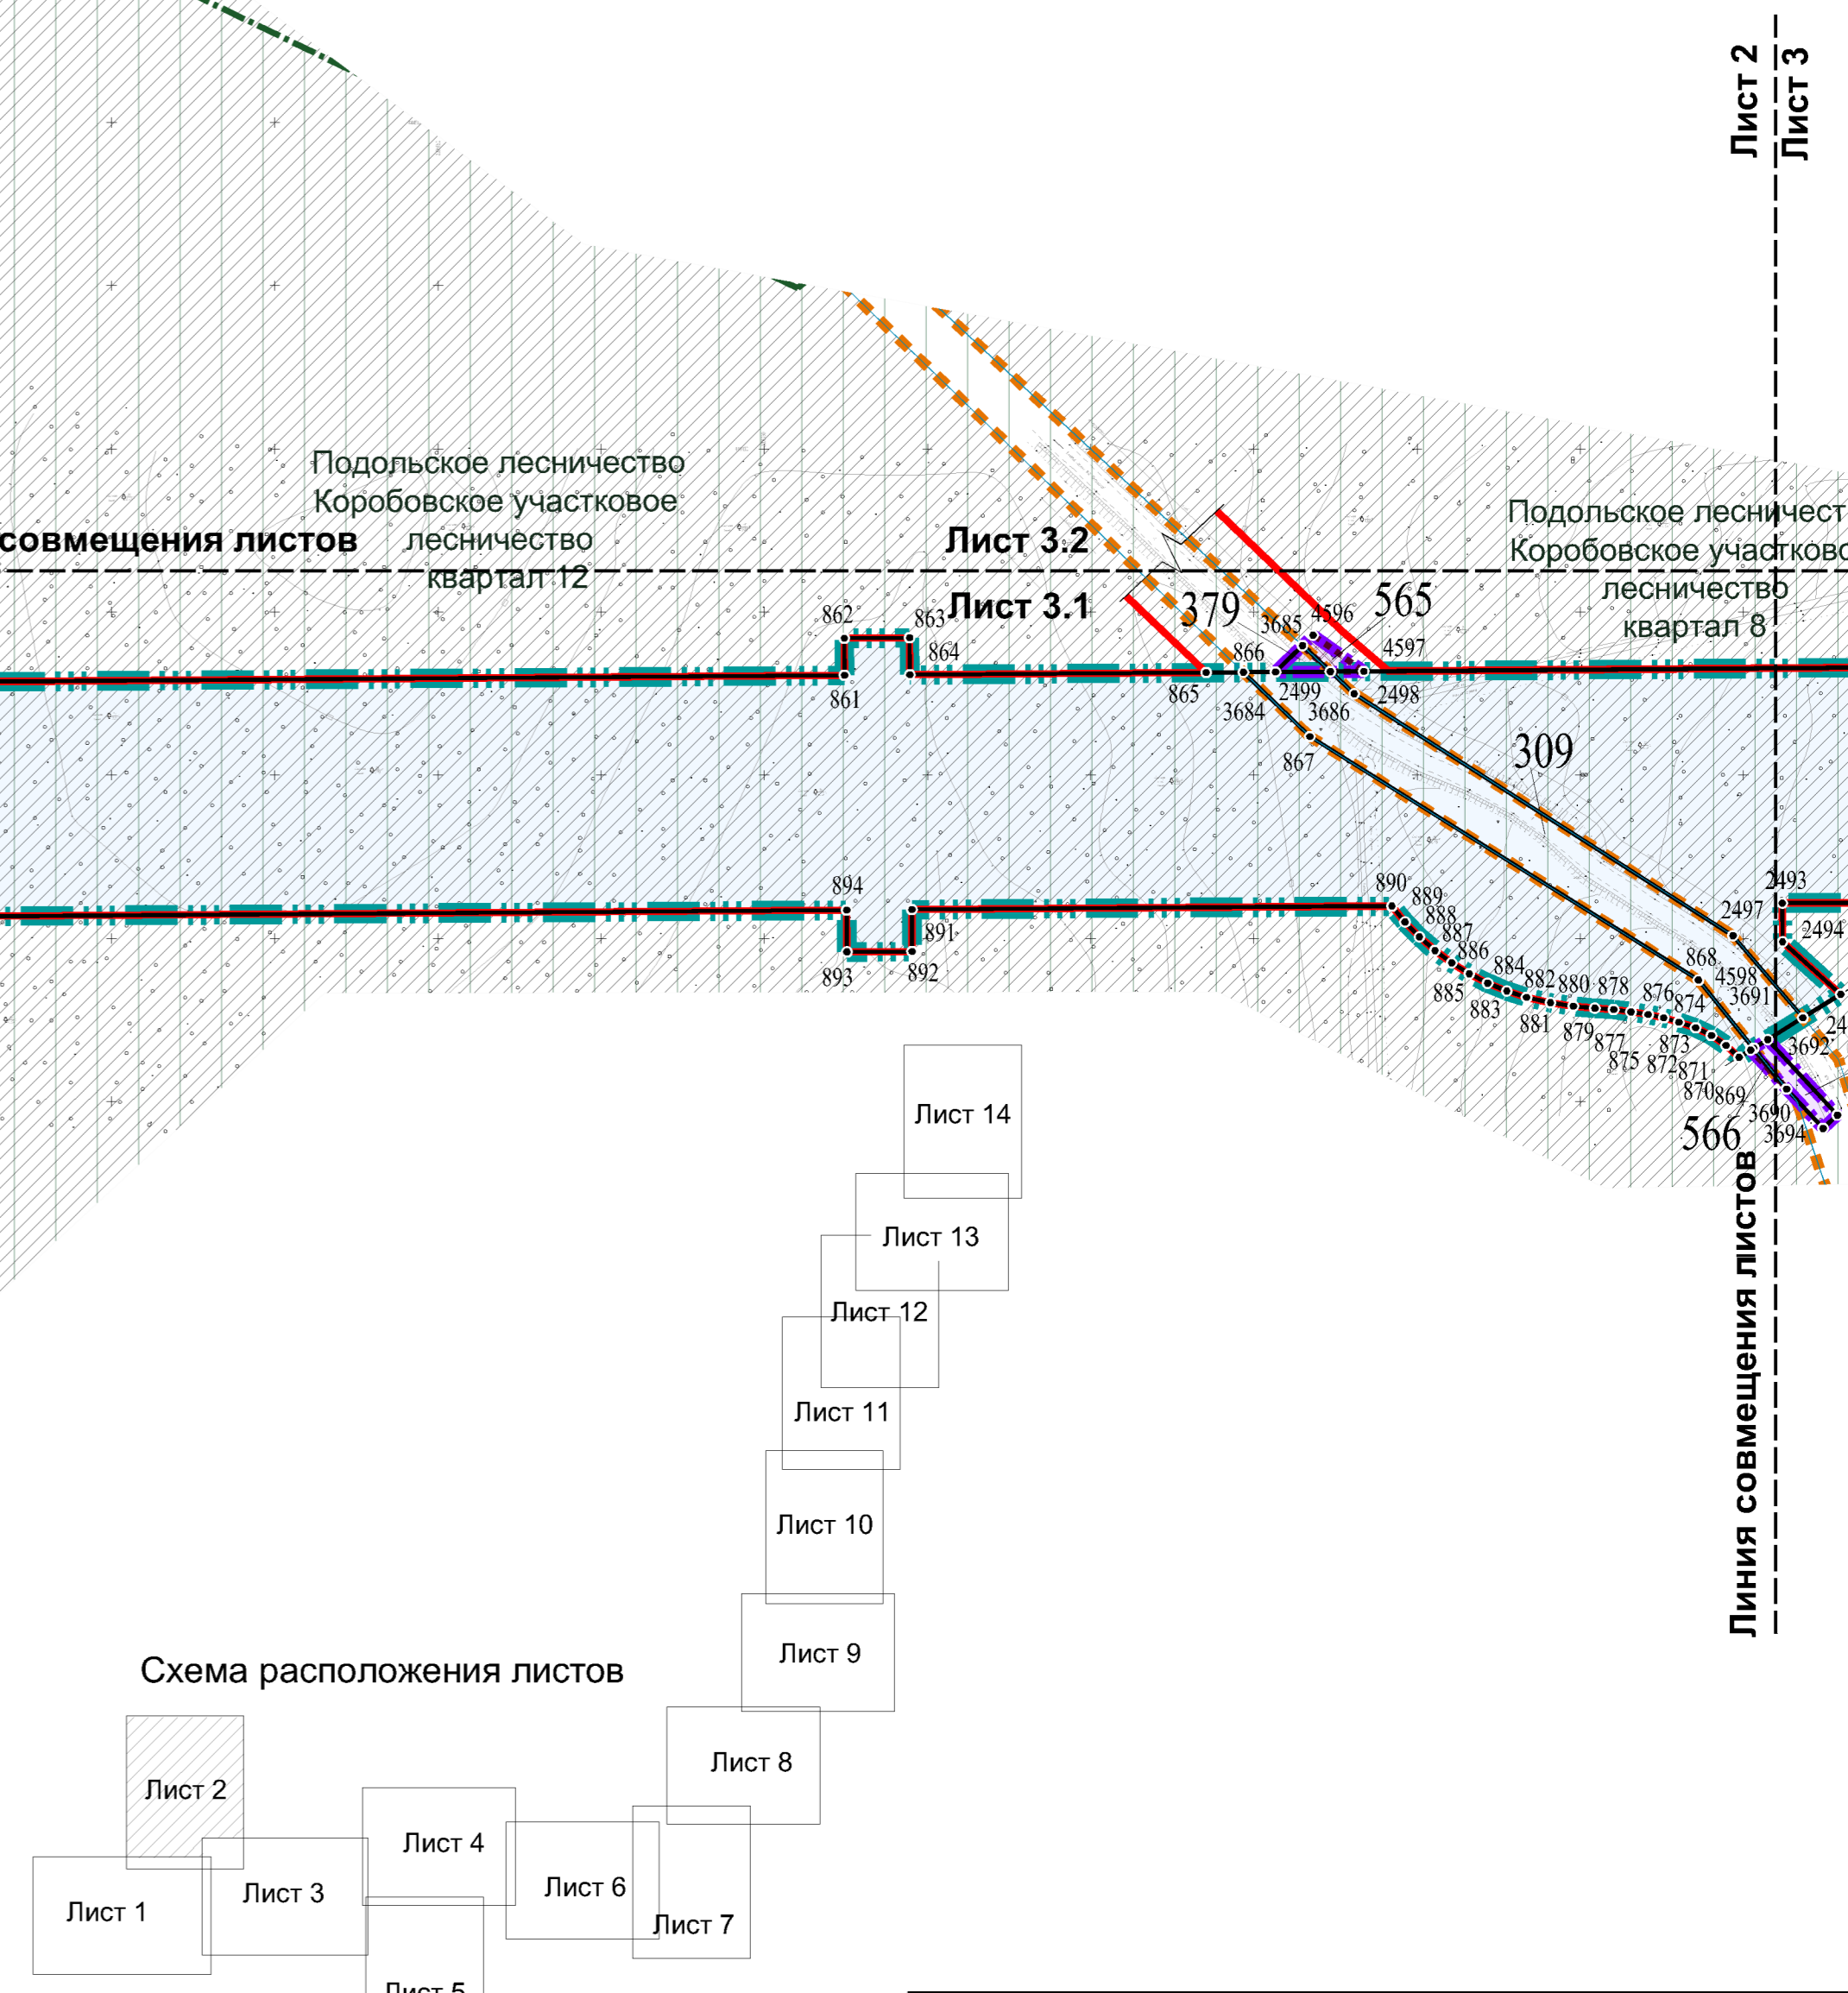 Лист 2
Лист 3
Подольское лесничество
Коробовское участковое
лесничество
квартал 12
совмещения листов
Лист 3.2
Лист 3.1
Подольское лесничест
Коробовское участково
лесничество
квартал 8
379
565
309
566
862
863
864
861
865
866
3684
3685
4596
4597
2499
3686
2498
867
894
891
893
892
890
889
888
887
886
885
884
883
882
881
880
879
878
877
876
875
874
873
872
871
870
869
868
2497
4598
3691
3692
3690
3694
2493
2494
24
Линия совмещения листов
Лист 14
Лист 13
Лист 12
Лист 11
Лист 10
Лист 9
Схема расположения листов
Лист 8
Лист 2
Лист 4
Лист 6
Лист 3
Лист 1
Лист 7
Лист 5